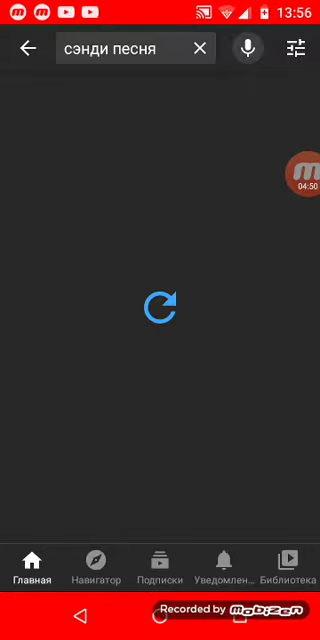 13:56
сэнди песня
04:50
Главная
Навигатор
Подписки
Уведомлен...
Библиотека
Recorded by mobizen